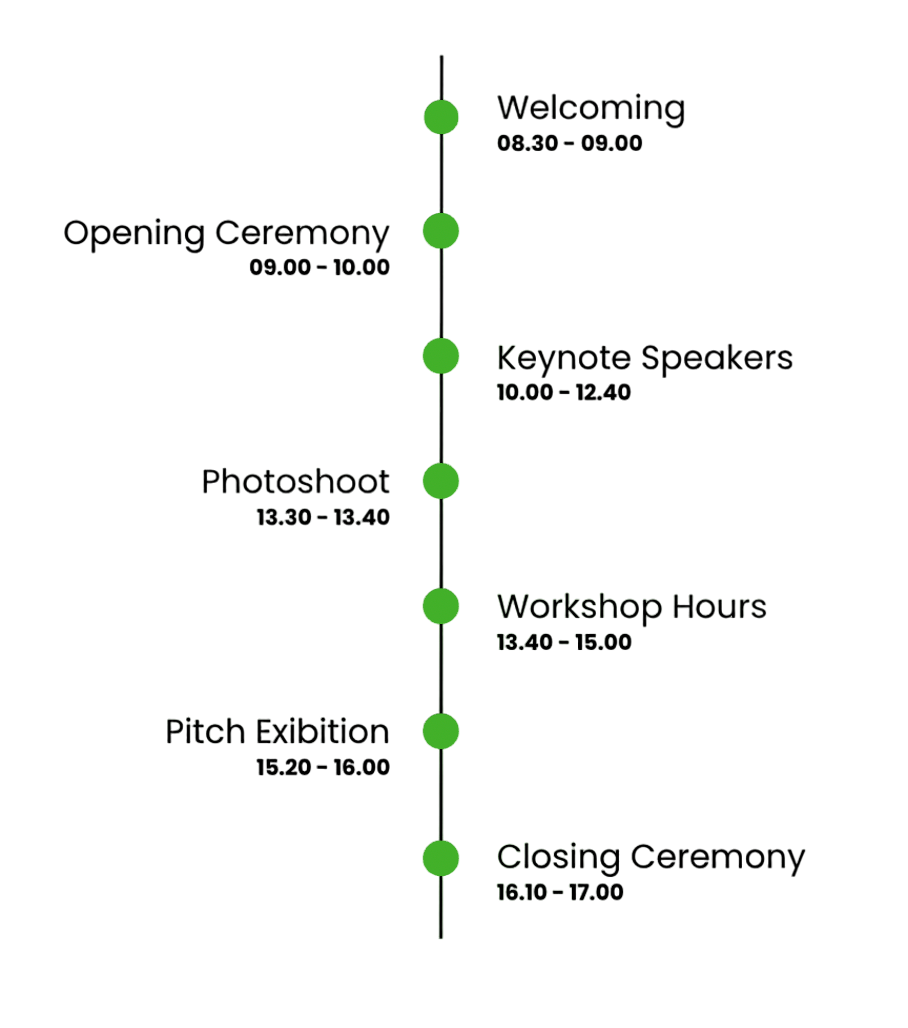 Welcoming
08.30 – 09.00
Opening Ceremony
09.00 – 10.00
Keynote Speakers
10.00 – 12.40
Photoshoot
13.30 – 13.40
Workshop Hours
13.40 – 15.00
Pitch Exibition
15.20 – 16.00
Closing Ceremony
16.10 – 17.00